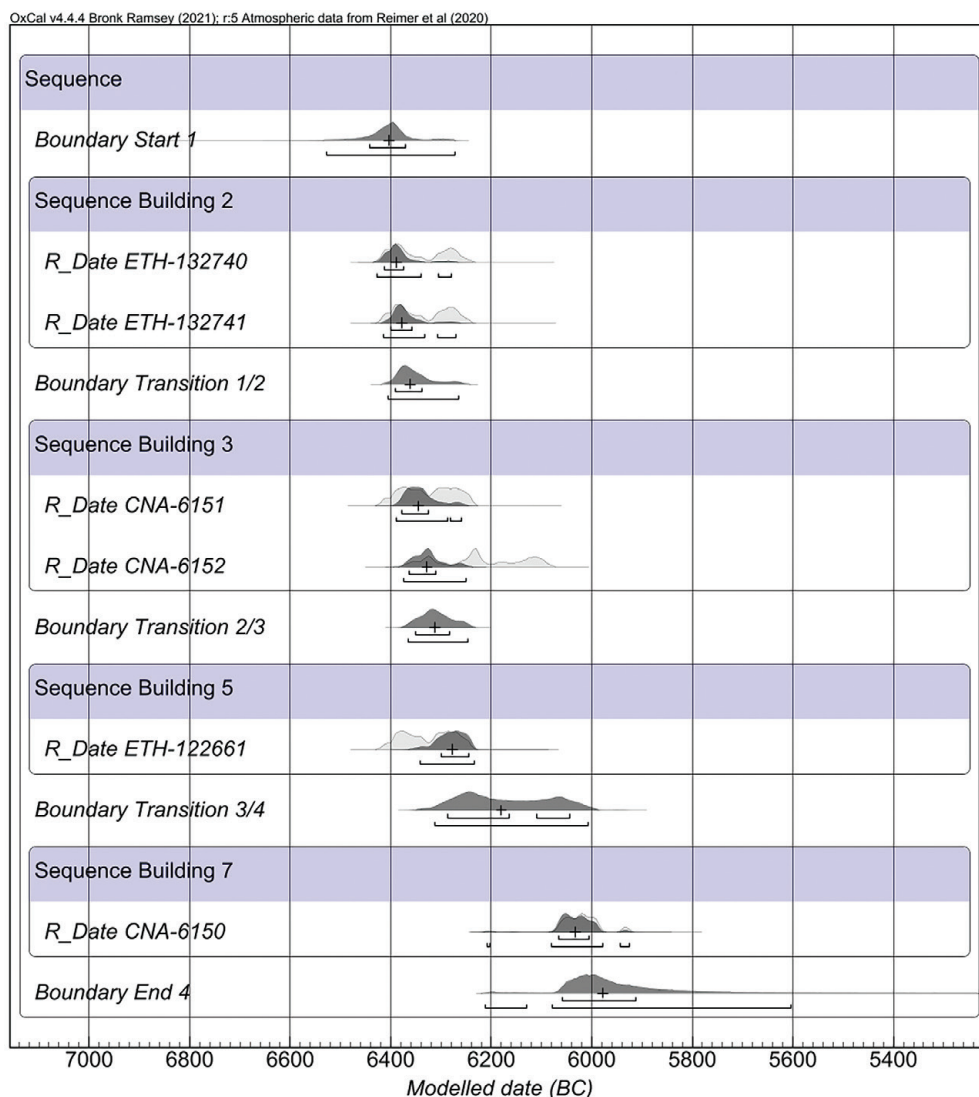 OxCal v4.4.4 Bronk Ramsey (2021); r:5 Atmospheric data from Reimer et al (2020)
Sequence
Boundary Start 1
Sequence Building 2
R_Date ETH-132740
R_Date ETH-132741
Boundary Transition 1/2
Sequence Building 3
R_Date CNA-6151
R_Date CNA-6152
Boundary Transition 2/3
Sequence Building 5
R_Date ETH-122661
Boundary Transition 3/4
Sequence Building 7
R_Date CNA-6150
Boundary End 4
7000 6800 6600 6400 6200 6000 5800 5600 5400
Modelled date (BC)